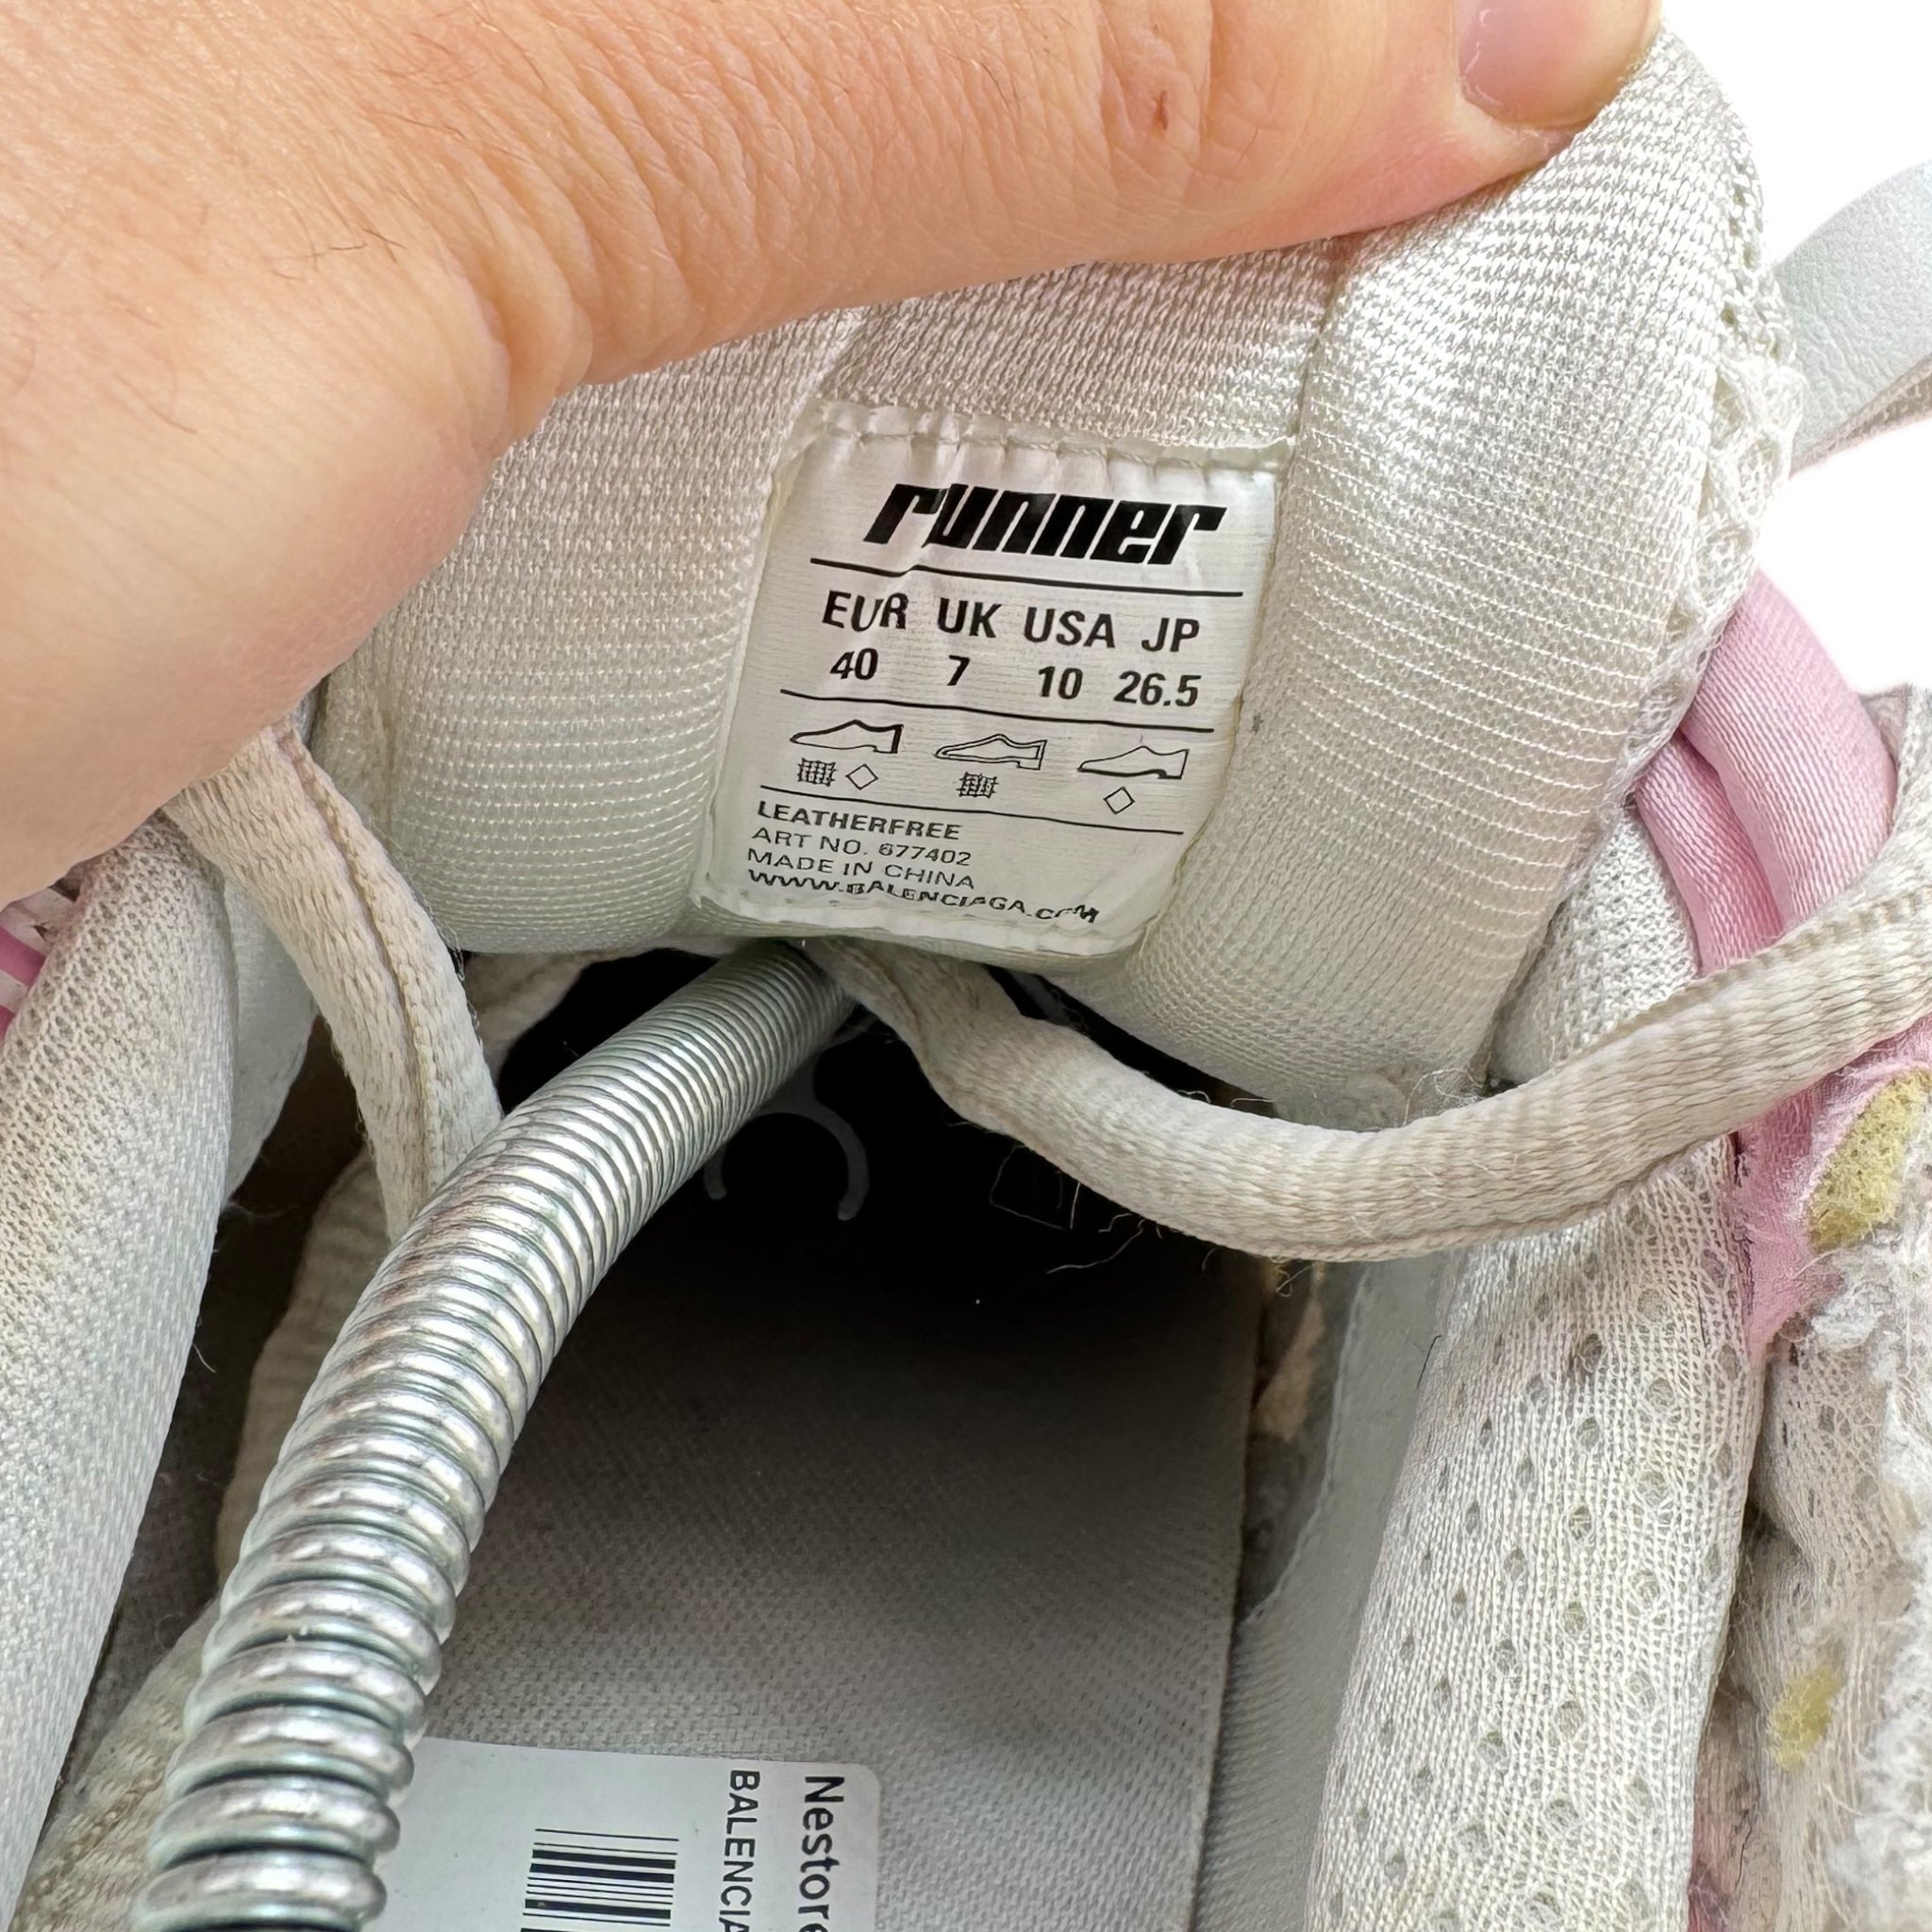 runner
EUR UK USA JP
40 7 10 26.5
LEATHERFREE
ART NO. 677402
MADE IN CHINA
WWW.BALENCIAGA.COM
Nestore
BALENCIA